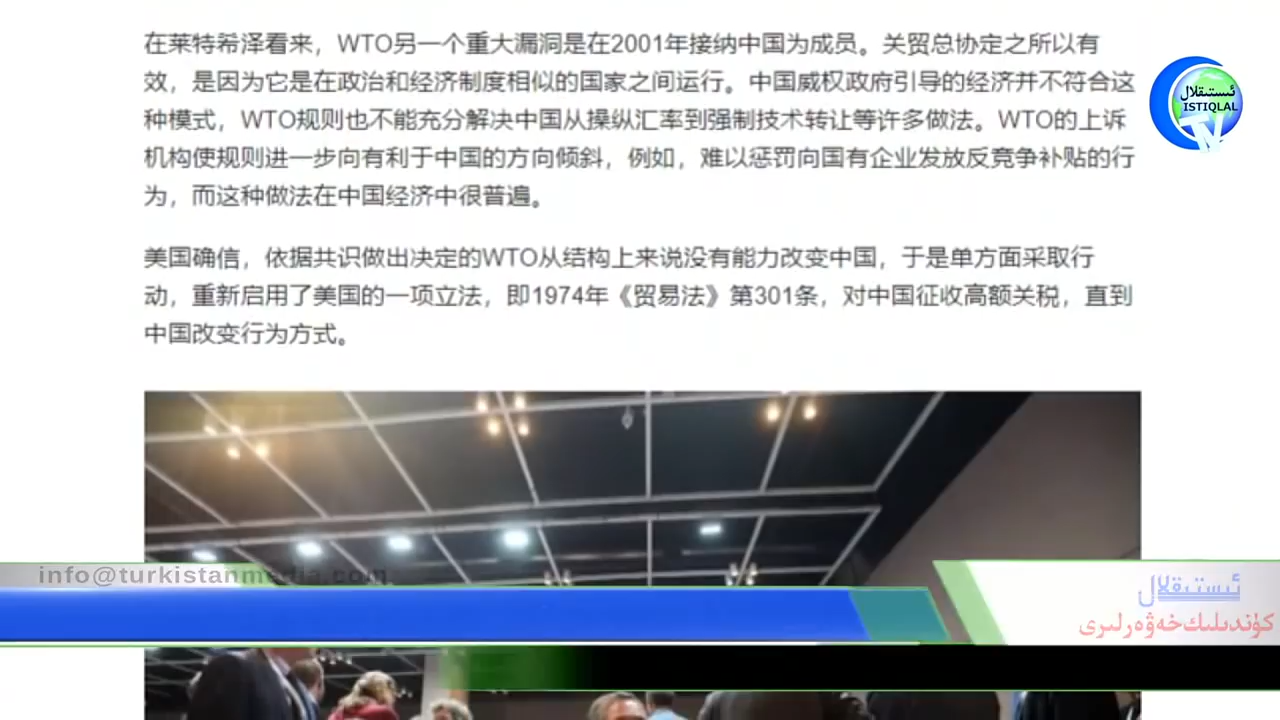 在莱特希泽看来，WTO另一个重大漏洞是在2001年接纳中国为成员。关贸总协定之所以有
效，是因为它是在政治和经济制度相似的国家之间运行。中国威权政府引导的经济并不符合这
种模式，WTO规则也不能充分解决中国从操纵汇率到强制技术转让等许多做法。WTO的上诉
机构使规则进一步向有利于中国的方向倾斜，例如，难以惩罚向国有企业发放反竞争补贴的行
为，而这种做法在中国经济中很普遍。
美国确信，依据共识做出决定的WTO从结构上来说没有能力改变中国，于是单方面采取行
动，重新启用了美国的一项立法，即1974年《贸易法》第301条，对中国征收高额关税，直到
中国改变行为方式。
ئىستىقلال
ISTIQLAL
TV
info@turkistanmedia.com
ئىستىقلال
كۈندىلىك خەۋەرلىرى